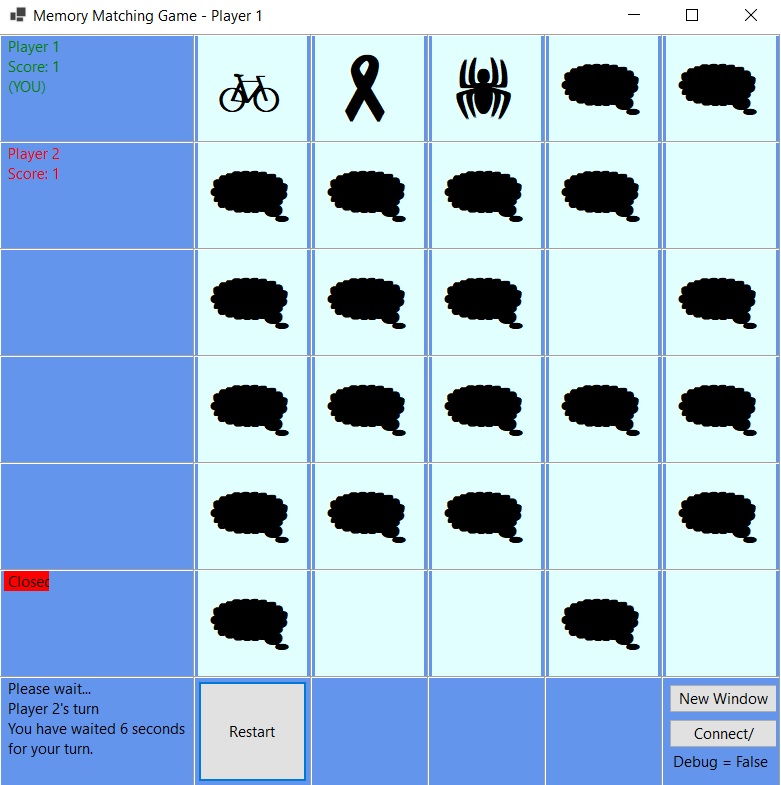 Memory Matching Game - Player 1
Player 1
Score: 1
(YOU)
Player 2
Score: 1
Closed
Please wait...
Player 2's turn
You have waited 6 seconds
for your turn.
Restart
New Window
Connect/
Debug = False